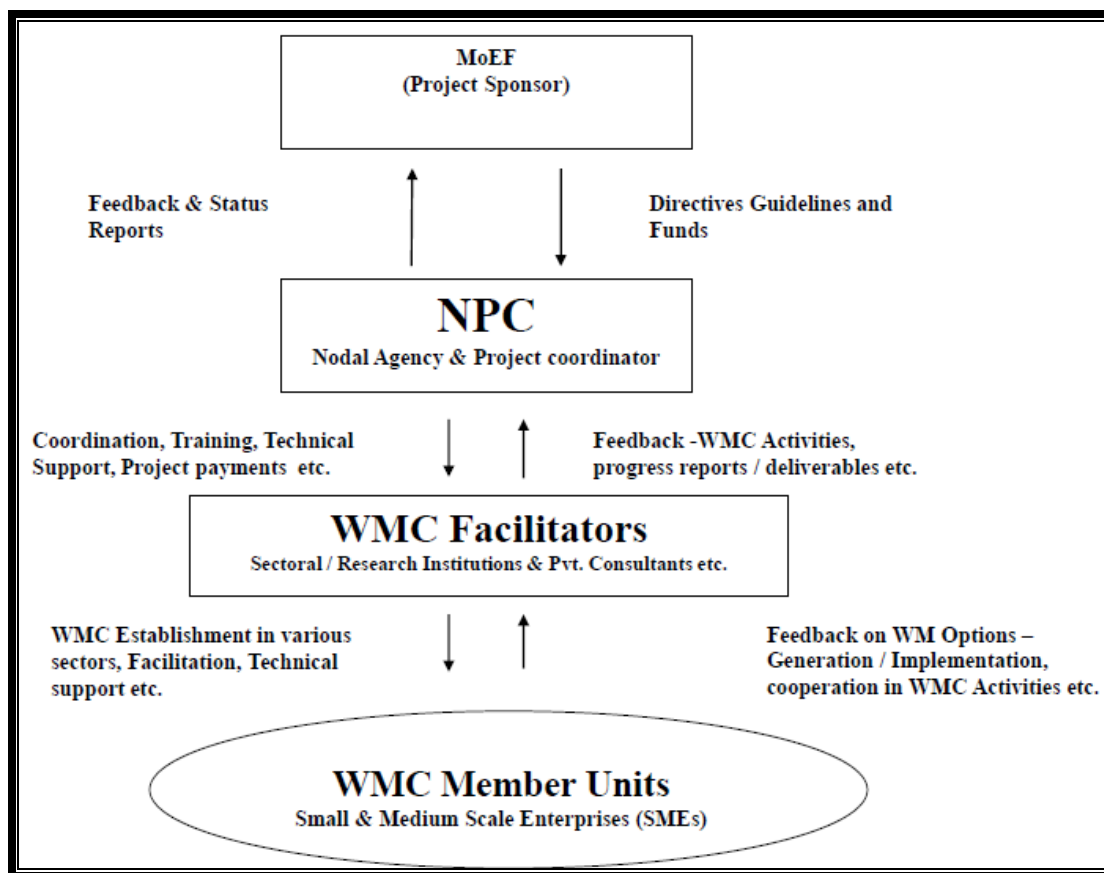 MoEF
(Project Sponsor)
Feedback & Status
Reports
Directives Guidelines and
Funds
NPC
Nodal Agency & Project coordinator
Coordination, Training, Technical
Support, Project payments etc.
Feedback -WMC Activities,
progress reports / deliverables etc.
WMC Facilitators
Sectoral / Research Institutions & Pvt. Consultants etc.
WMC Establishment in various
sectors, Facilitation, Technical
support etc.
Feedback on WM Options –
Generation / Implementation,
cooperation in WMC Activities etc.
WMC Member Units
Small & Medium Scale Enterprises (SMEs)